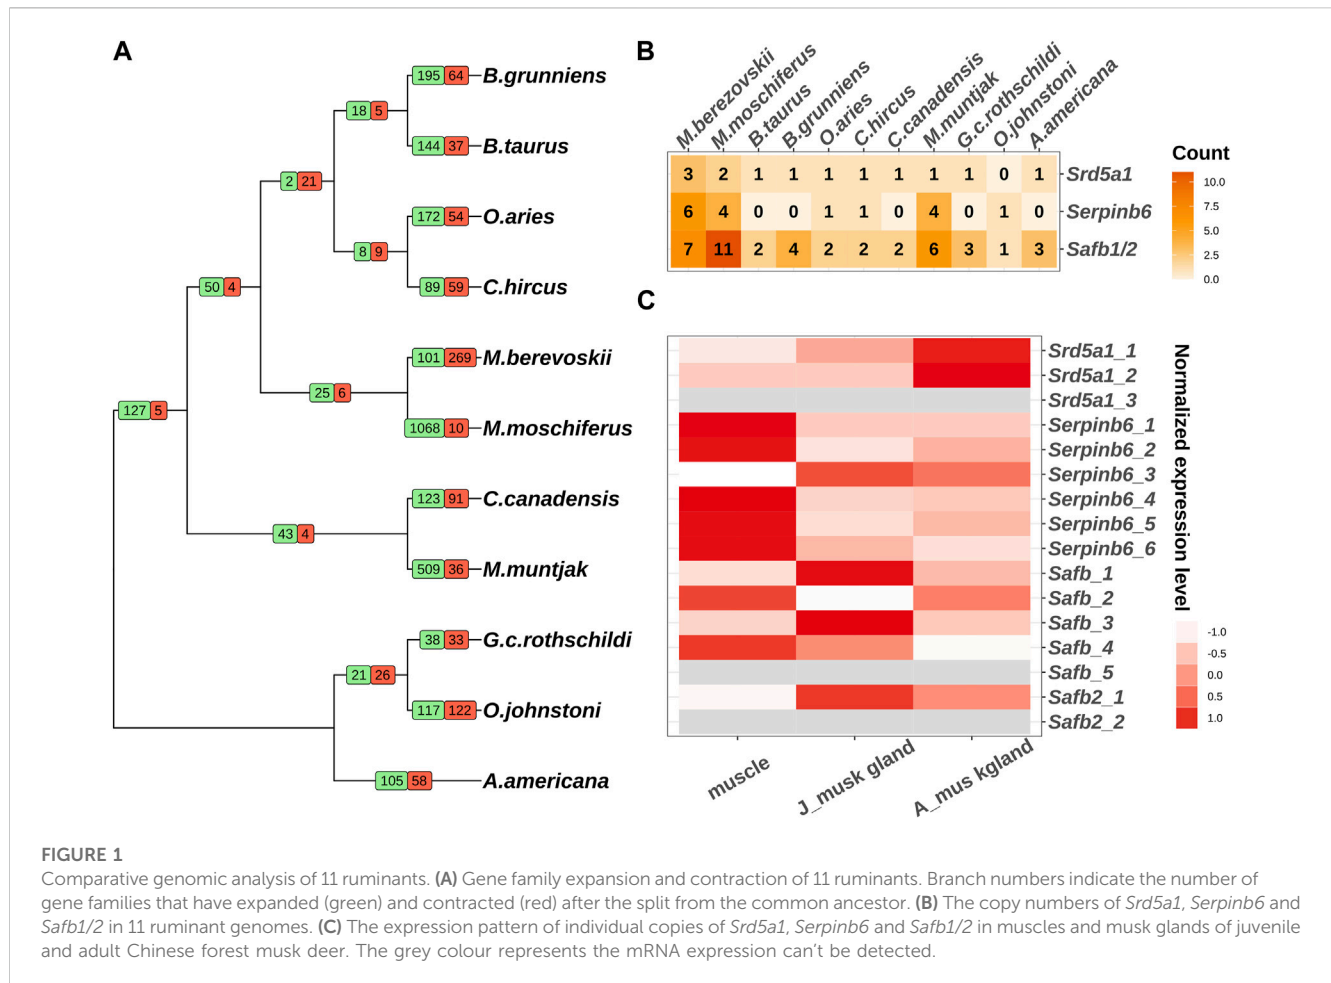 A
195 64 B.grunniens
18 5
144 37 B.taurus
2 21
172 54 O.aries
8 9
89 59 C.hircus
50 4
101 269 M.berevoskii
25 6
1068 10 M.moschiferus
127 5
123 91 C.canadensis
43 4
509 36 M.muntjak
38 33 G.c.rothschildi
21 26
117 122 O.johnstoni
105 58 A.americana
B
M.berezovskii
M.moschiferus
B.taurus
B.grunniens
O.aries
C.hircus
C.canadensis
M.muntjak
G.c.rothschildi
O.johnstoni
A.americana
3 2 1 1 1 1 1 1 1 0 1 Srd5a1
6 4 0 0 1 1 0 4 0 1 0 Serpinb6
7 11 2 4 2 2 2 6 3 1 3 Safb1/2
Count
10.0
7.5
5.0
2.5
0.0
C
Srd5a1_1
Srd5a1_2
Srd5a1_3
Serpinb6_1
Serpinb6_2
Serpinb6_3
Serpinb6_4
Serpinb6_5
Serpinb6_6
Safb_1
Safb_2
Safb_3
Safb_4
Safb_5
Safb2_1
Safb2_2
muscle
J_musk gland
A_mus kgland
Normalized expression level
-1.0
-0.5
0.0
0.5
1.0
FIGURE 1
Comparative genomic analysis of 11 ruminants. (A) Gene family expansion and contraction of 11 ruminants. Branch numbers indicate the number of
gene families that have expanded (green) and contracted (red) after the split from the common ancestor. (B) The copy numbers of Srd5a1, Serpinb6 and
Safb1/2 in 11 ruminant genomes. (C) The expression pattern of individual copies of Srd5a1, Serpinb6 and Safb1/2 in muscles and musk glands of juvenile
and adult Chinese forest musk deer. The grey colour represents the mRNA expression can't be detected.